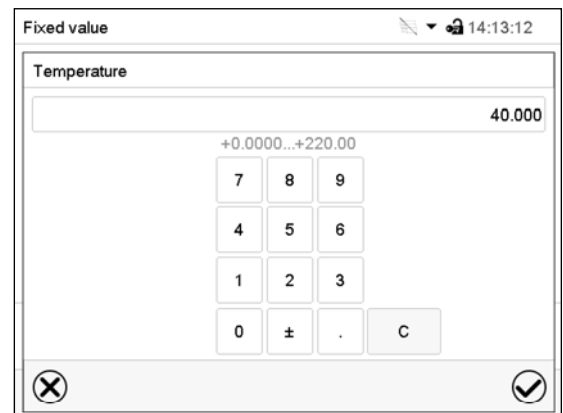 Fixed value 14:13:12
Temperature
40.000
+0.0000...+220.00
7 8 9
4 5 6
1 2 3
0 ± . C